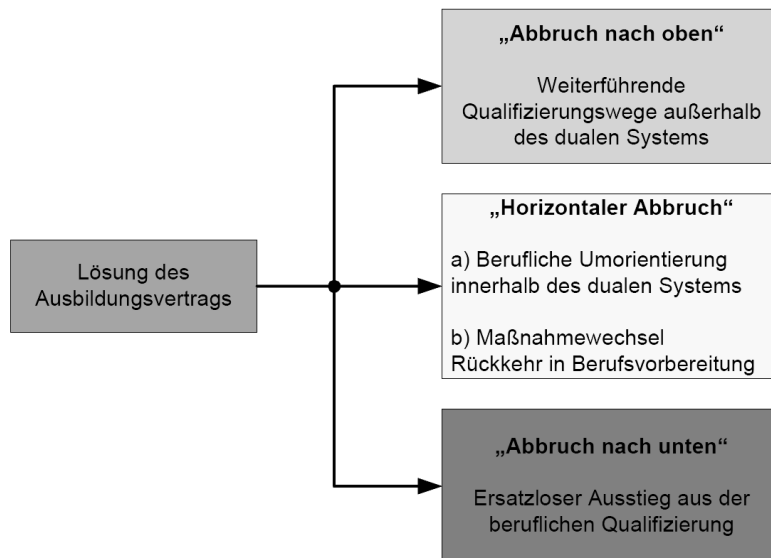 „Abbruch nach oben“
Weiterführende
Qualifizierungswege außerhalb
des dualen Systems
Lösung des
Ausbildungsvertrags
„Horizontaler Abbruch“
a) Berufliche Umorientierung
innerhalb des dualen Systems
b) Maßnahmewechsel
Rückkehr in Berufsvorbereitung
„Abbruch nach unten“
Ersatzloser Ausstieg aus der
beruflichen Qualifizierung